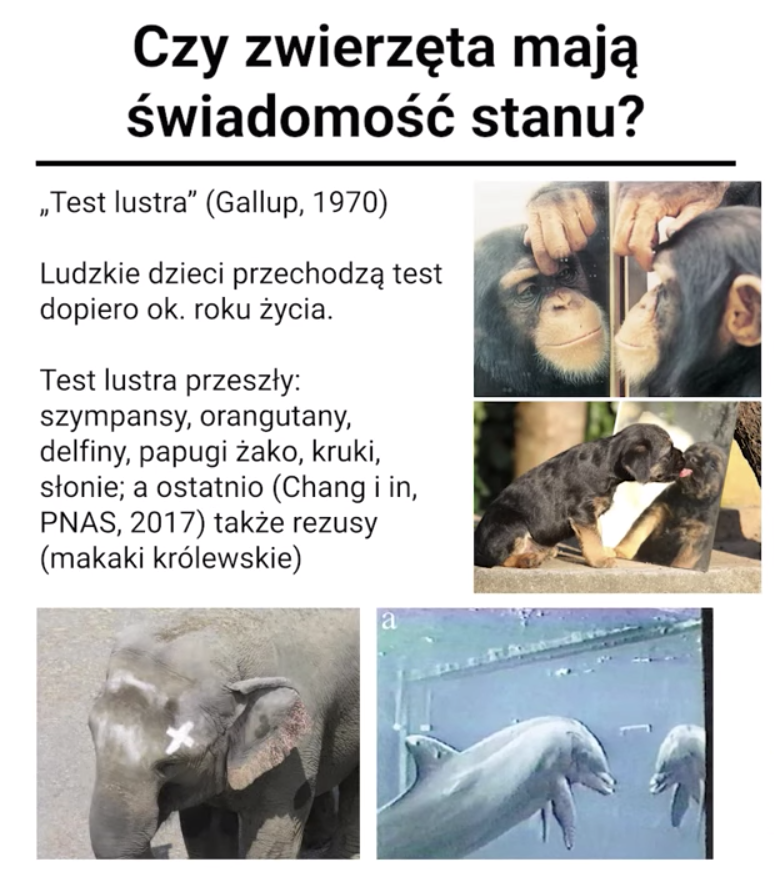 Czy zwierzęta mają
świadomość stanu?
„Test lustra” (Gallup, 1970)
Ludzkie dzieci przechodzą test
dopiero ok. roku życia.
Test lustra przeszły:
szympansy, orangutany,
delfiny, papugi żako, kruki,
słonie; a ostatnio (Chang i in,
PNAS, 2017) także rezusy
(makaki królewskie)
a